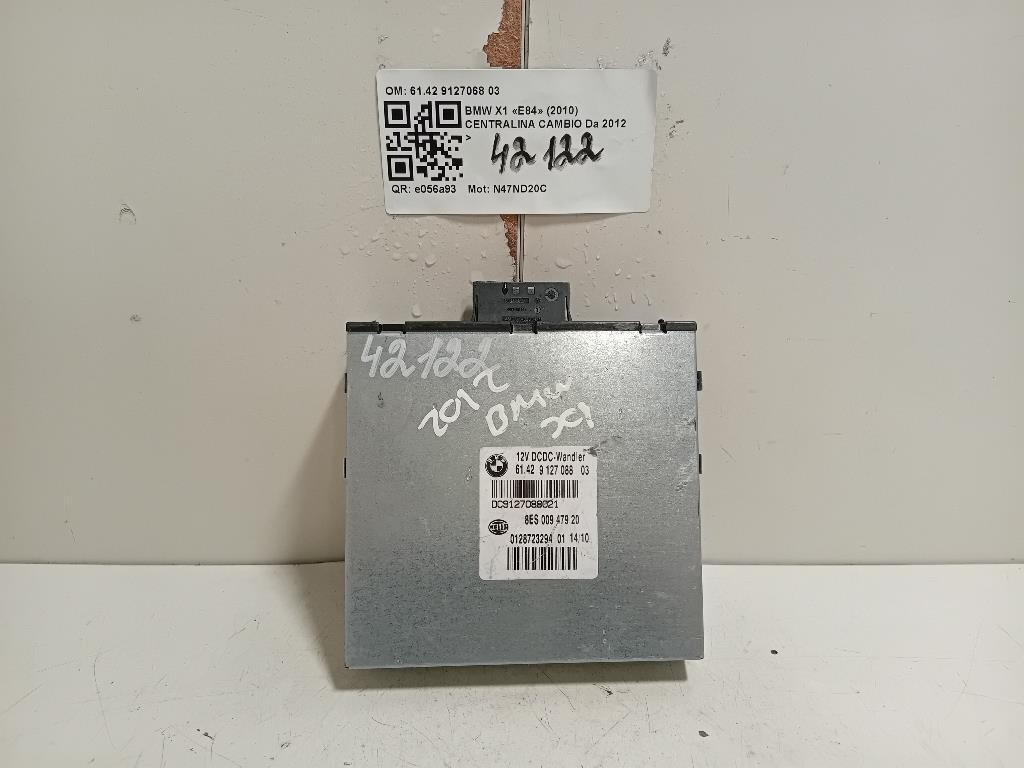 OM: 61.42 9127068 03
BMW X1 «E84» (2010)
CENTRALINA CAMBIO Da 2012
>
42122
QR: e056a93 Mot: N47ND20C
42122
2012
BMW
X1
12V DCDC-Wandler
61.42 9 127 088 03
DC9127088021
HELLA
8ES 009 479 20
0128723294 01 14/10